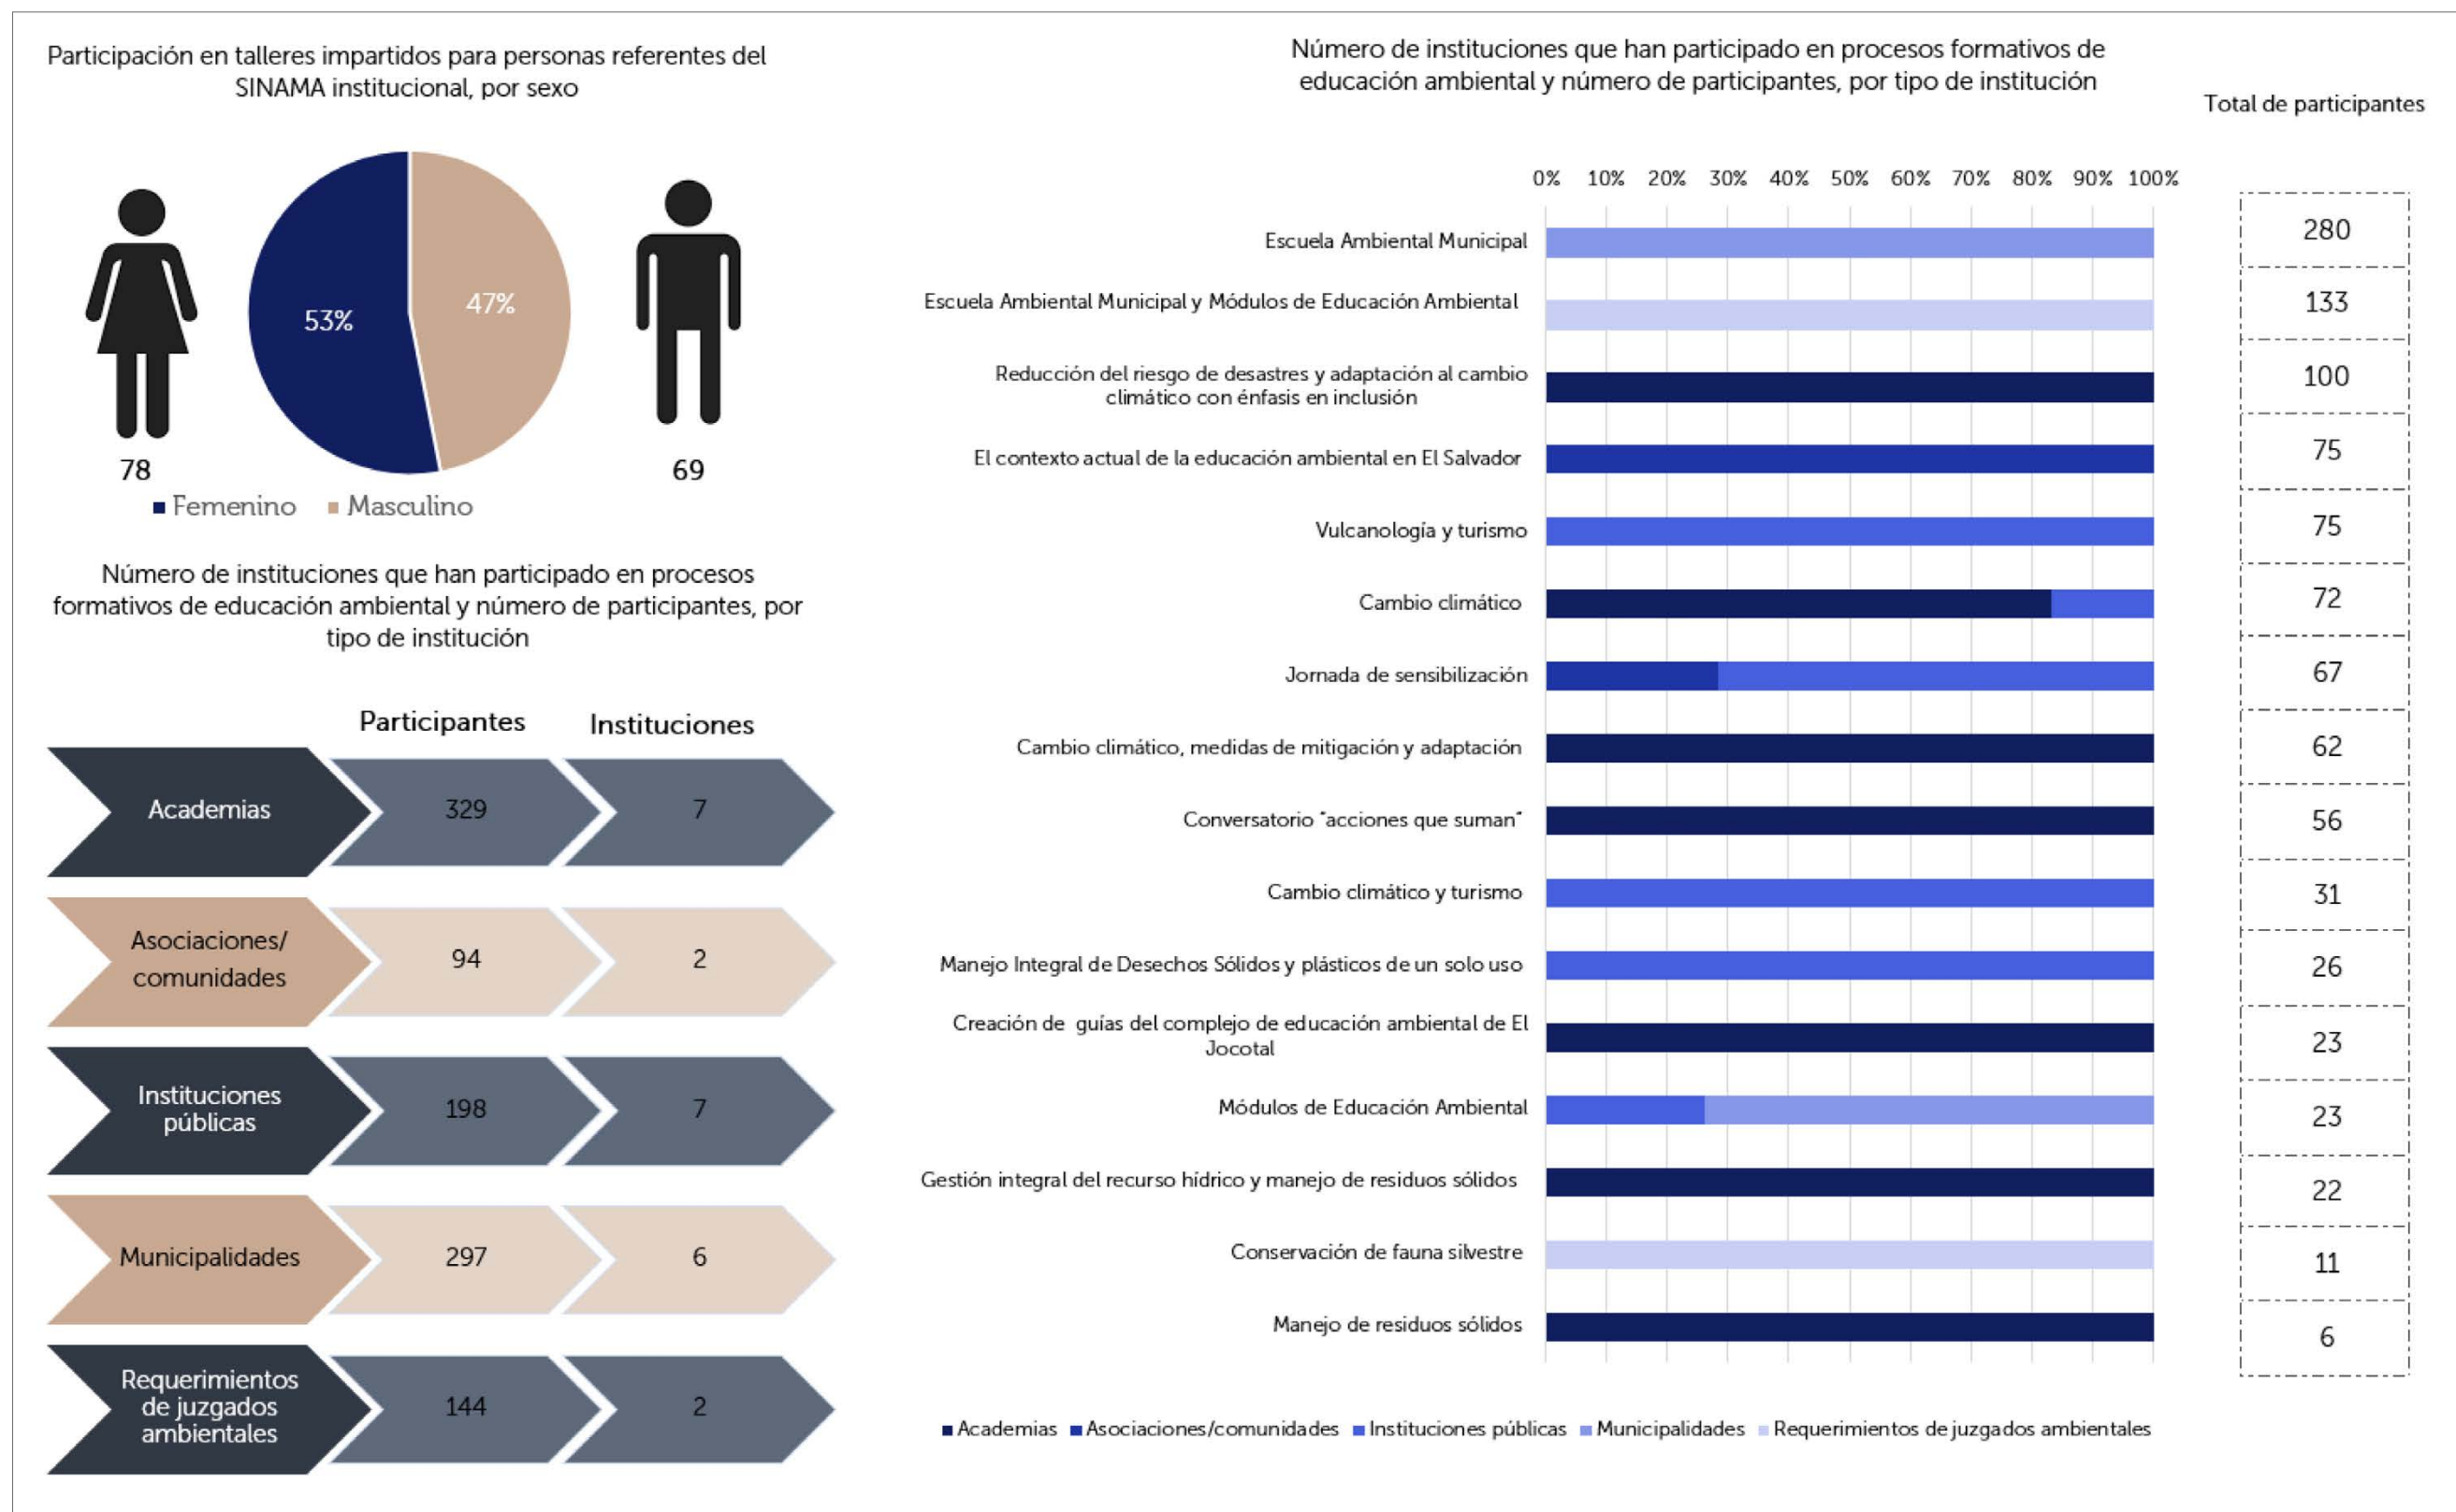 Participación en talleres impartidos para personas referentes del
SINAMA institucional, por sexo
53%
47%
78
69
Femenino
Masculino
Número de instituciones que han participado en procesos
formativos de educación ambiental y número de participantes, por
tipo de institución
Participantes
Instituciones
Academias
329
7
Asociaciones/
comunidades
94
2
Instituciones
públicas
198
7
Municipalidades
297
6
Requerimientos
de juzgados
ambientales
144
2
Número de instituciones que han participado en procesos formativos de
educación ambiental y número de participantes, por tipo de institución
Total de participantes
0% 10% 20% 30% 40% 50% 60% 70% 80% 90% 100%
Escuela Ambiental Municipal
280
Escuela Ambiental Municipal y Módulos de Educación Ambiental
133
Reducción del riesgo de desastres y adaptación al cambio
climático con énfasis en inclusión
100
El contexto actual de la educación ambiental en El Salvador
75
Vulcanología y turismo
75
Cambio climático
72
Jornada de sensibilización
67
Cambio climático, medidas de mitigación y adaptación
62
Conversatorio "acciones que suman"
56
Cambio climático y turismo
31
Manejo Integral de Desechos Sólidos y plásticos de un solo uso
26
Creación de guías del complejo de educación ambiental de El
Jocotal
23
Módulos de Educación Ambiental
23
Gestión integral del recurso hídrico y manejo de residuos sólidos
22
Conservación de fauna silvestre
11
Manejo de residuos sólidos
6
Academias Asociaciones/comunidades Instituciones públicas Municipalidades Requerimientos de juzgados ambientales